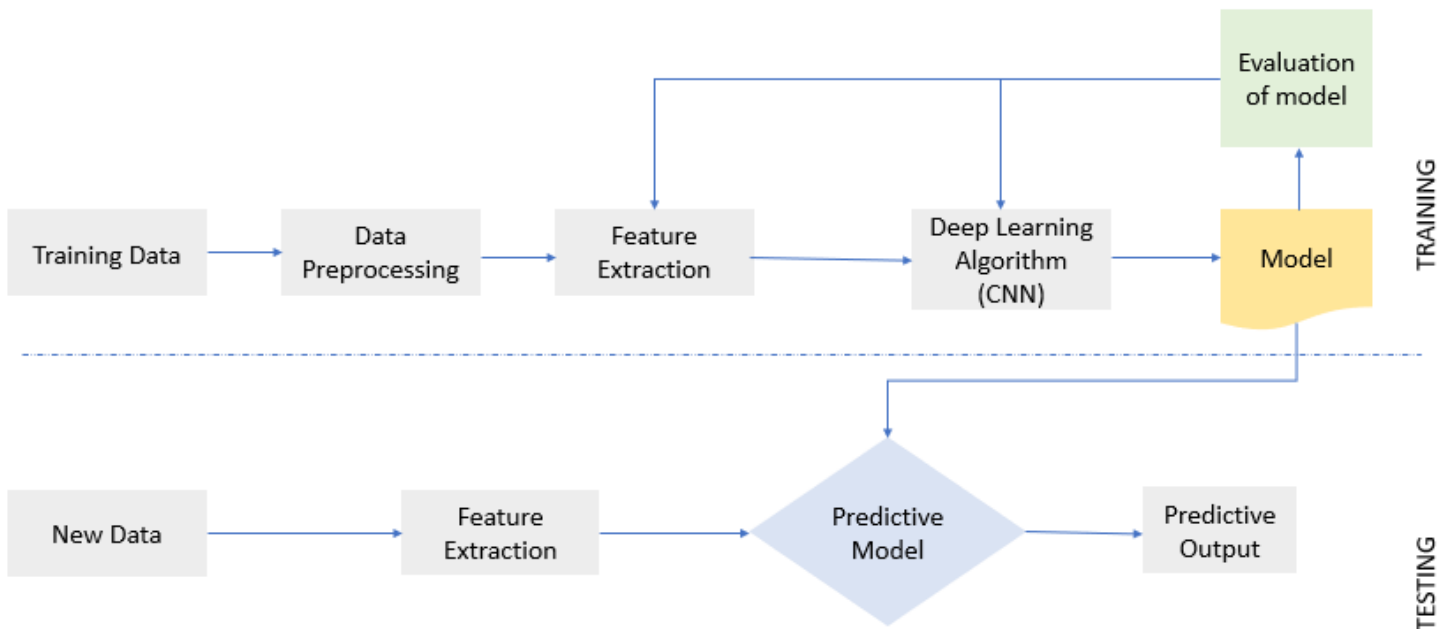 Evaluation
of model
TRAINING
Training Data
Data
Preprocessing
Feature
Extraction
Deep Learning
Algorithm
(CNN)
Model
New Data
Feature
Extraction
Predictive
Model
Predictive
Output
TESTING